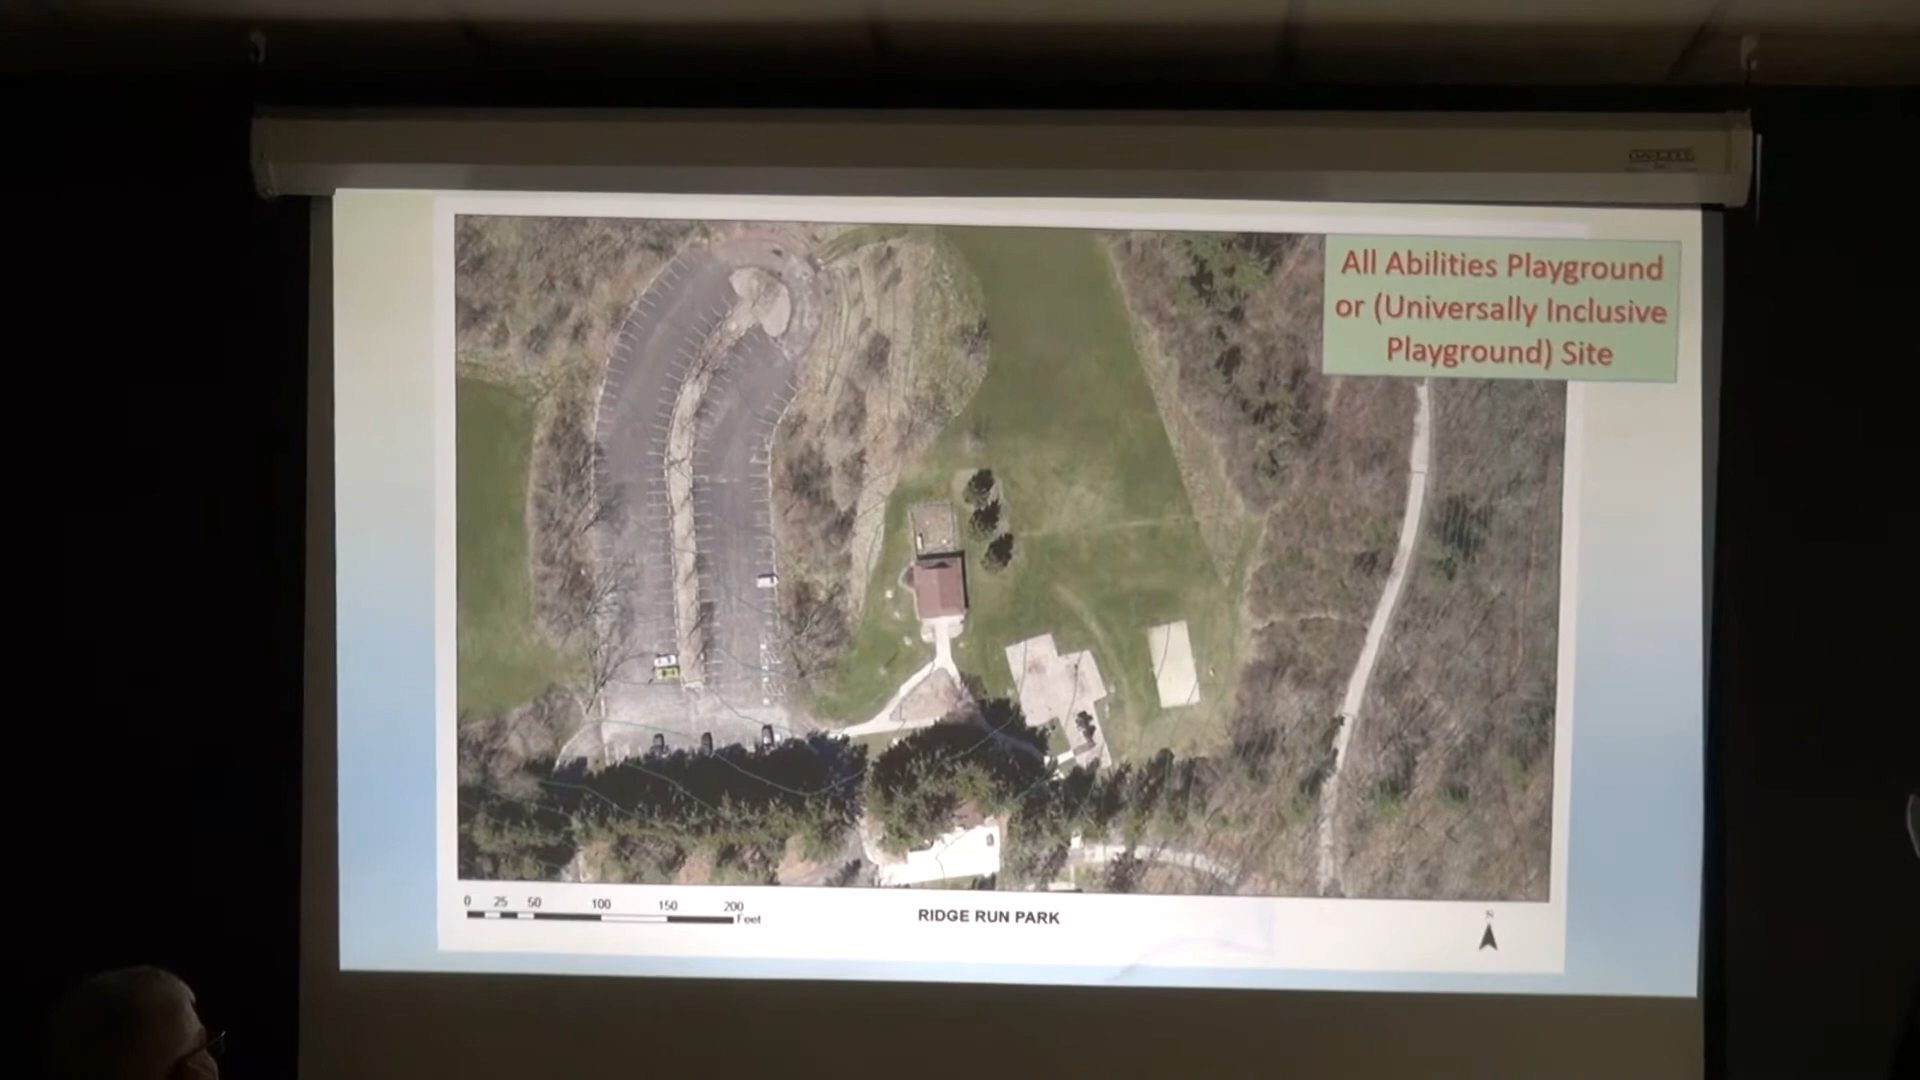 All Abilities Playground
or (Universally Inclusive
Playground) Site
0 25 50 100 150 200
Feet
RIDGE RUN PARK
N